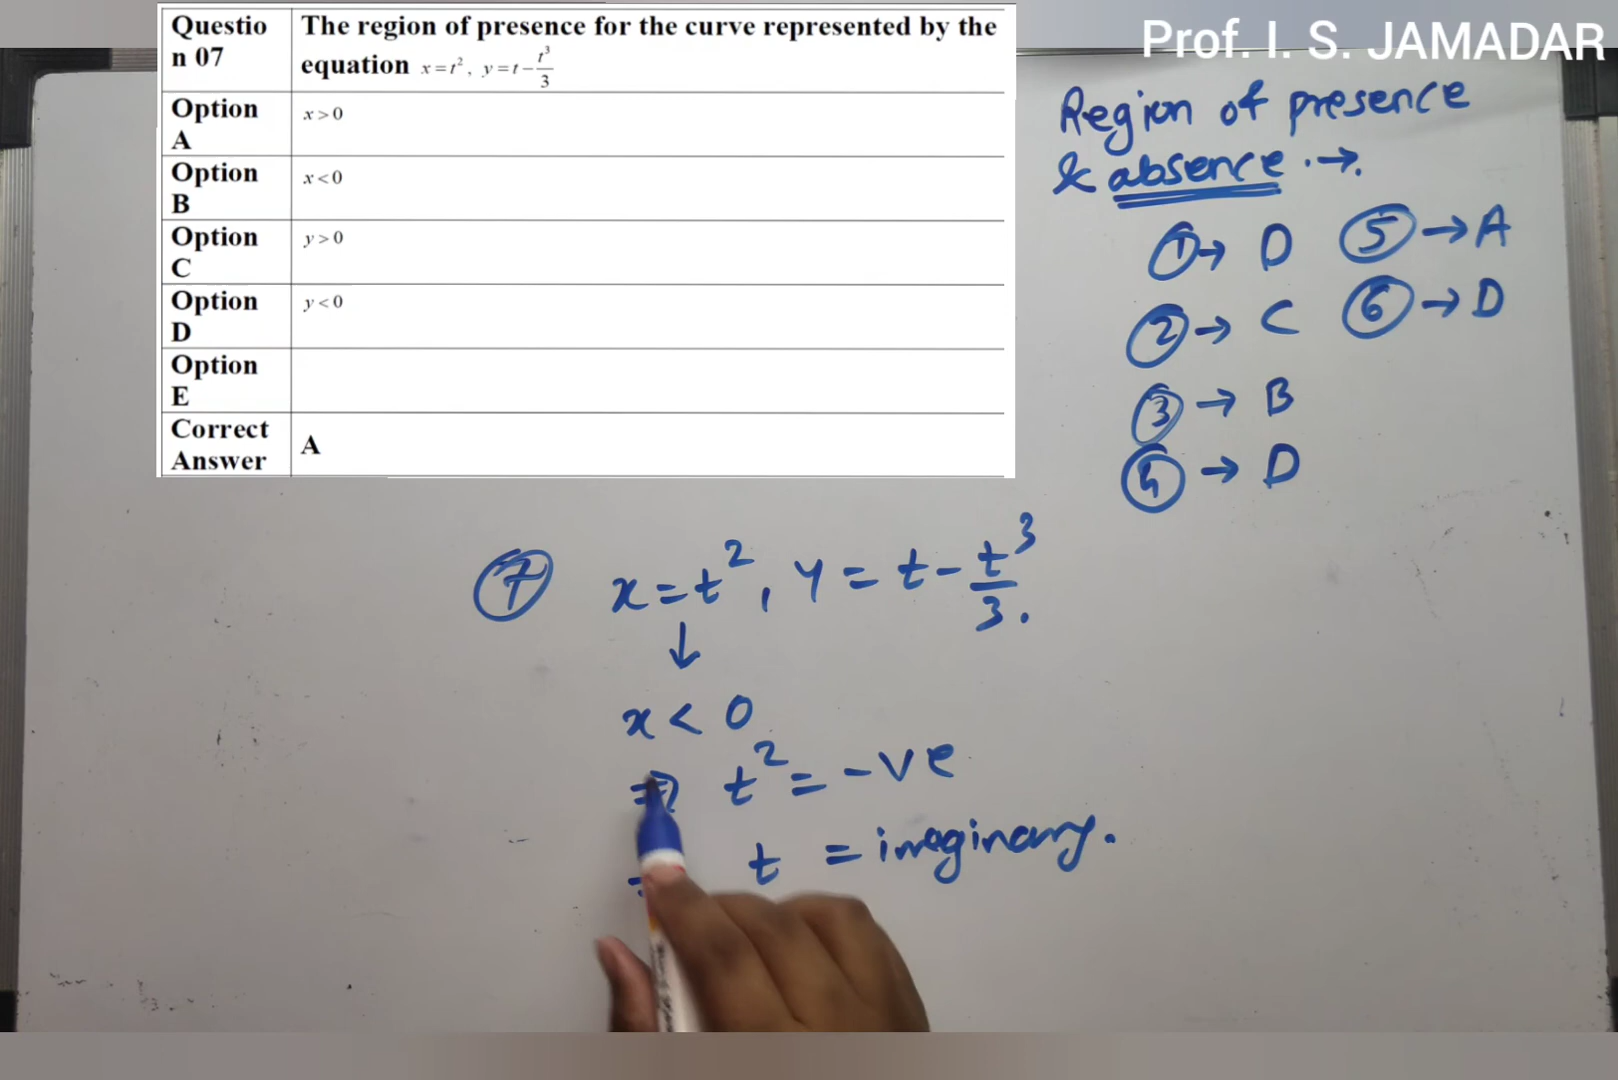 Prof. I. S. JAMADAR
Questio
n 07
The region of presence for the curve represented by the
equation x=t², y=t-t³/3
Option
A
x>0
Option
B
x<0
Option
C
y>0
Option
D
y<0
Option
E
Correct
Answer
A
Region of presence
& absence .→.
① → D
⑤ → A
② → C
⑥ → D
③ → B
④ → D
⑦ x = t², y = t - t³/3.
↓
x < 0
⇒ t² = -ve
t = imaginary.